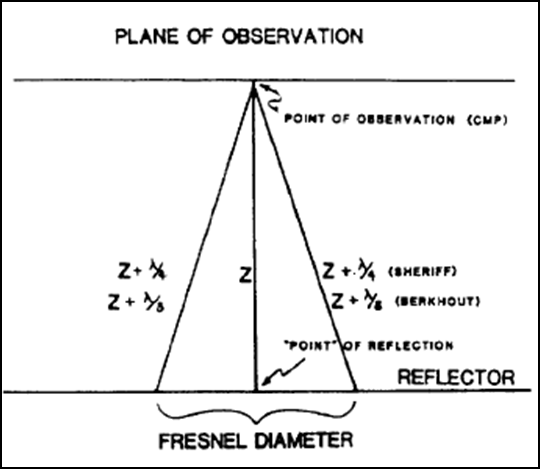 PLANE OF OBSERVATION
POINT OF OBSERVATION (CMP)
Z + λ/4
Z
Z + λ/4 (SHERIFF)
Z + λ/8
Z + λ/8 (BERKHOUT)
"POINT" OF REFLECTION
REFLECTOR
FRESNEL DIAMETER